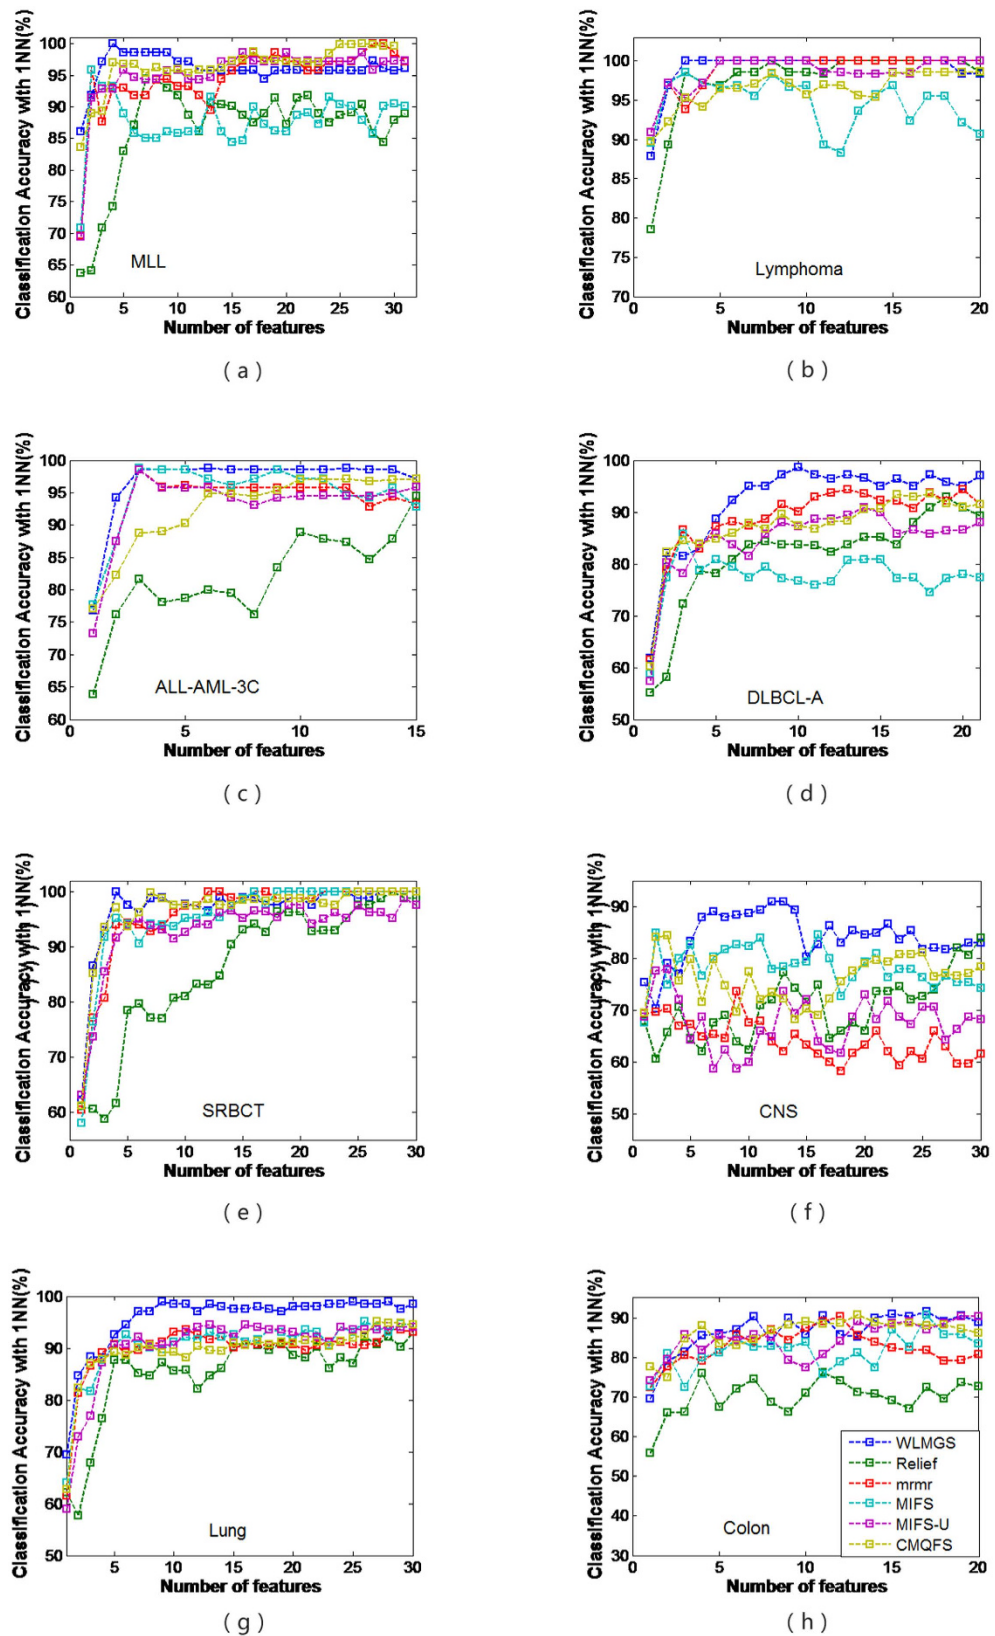 Classification Accuracy with 1NN(%)
100
95
90
85
80
75
70
65
60
0 5 10 15 20 25 30
Number of features
MLL
(a)
Classification Accuracy with 1NN(%)
100
95
90
85
80
75
70
0 5 10 15 20
Number of features
Lymphoma
(b)
Classification Accuracy with 1NN(%)
100
95
90
85
80
75
70
65
60
0 5 10 15
Number of features
ALL-AML-3C
(c)
Classification Accuracy with 1NN(%)
100
90
80
70
60
50
0 5 10 15 20
Number of features
DLBCL-A
(d)
Classification Accuracy with 1NN(%)
100
90
80
70
60
0 5 10 15 20 25 30
Number of features
SRBCT
(e)
Classification Accuracy with 1NN(%)
90
80
70
60
50
0 5 10 15 20 25 30
Number of features
CNS
(f)
Classification Accuracy with 1NN(%)
100
90
80
70
60
50
5 10 15 20 25 30
Number of features
Lung
(g)
Classification Accuracy with 1NN(%)
90
80
70
60
50
40
30
0 5 10 15 20
Number of features
Colon
WLMGS
Relief
mrmr
MIFS
MIFS-U
CMQFS
(h)